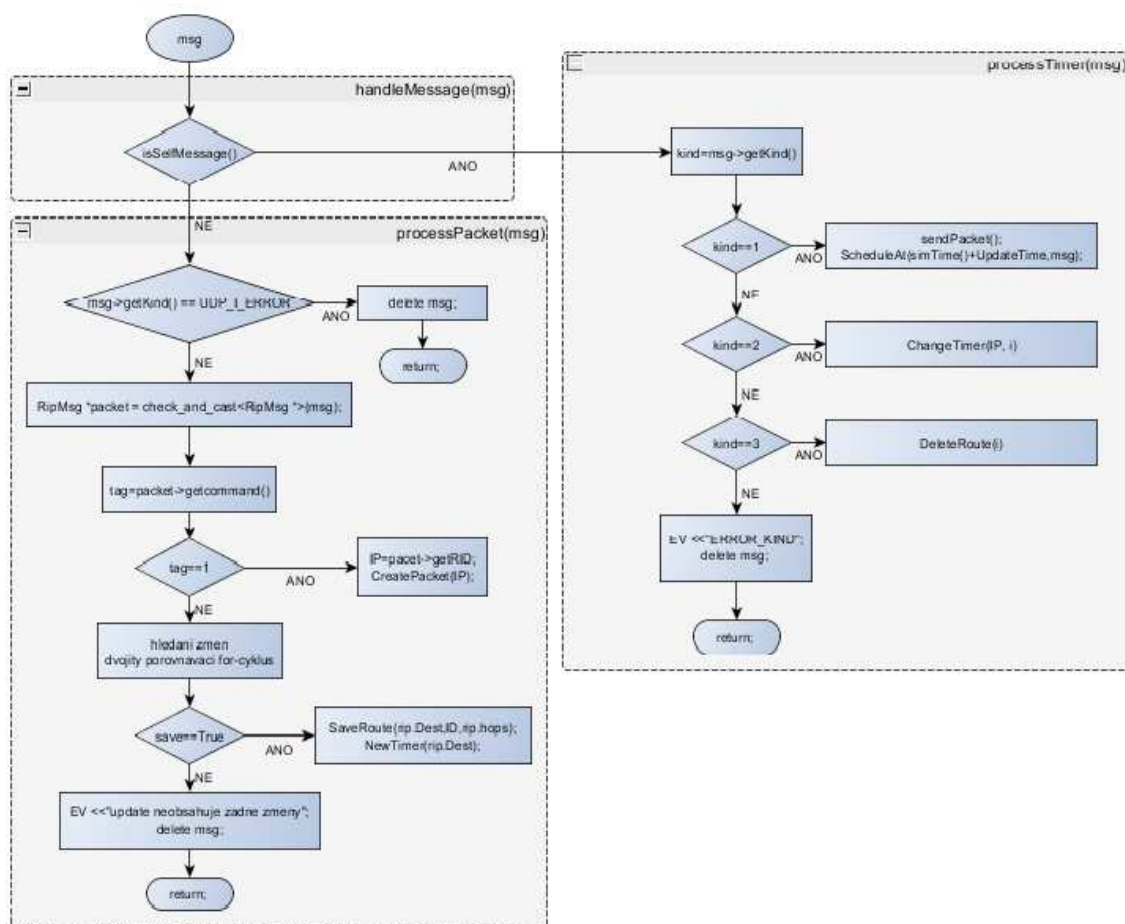 msg
handleMessage(msg)
isSelfMessage()
ANO
NE
processPacket(msg)
msg->getKind() == UDP_I_ERROR
ANO
delete msg;
return;
NE
RipMsg *packet = check_and_cast<RipMsg *>(msg);
tag=packet->getcommand()
tag==1
ANO
IP=pacet->getRID;
CreatePacket(IP);
NE
hledani zmen
dvojity porovnavaci for-cyklus
save==True
ANO
SaveRoute(rip.Dest,ID,rip.hops);
NewTimer(rip.Dest);
NE
EV <<"update neobsahuje zadne zmeny";
delete msg;
return;
processTimer(msg)
kind=msg->getKind()
kind==1
ANO
sendPacket();
ScheduleAt(simTime()+UpdateTime,msg);
NE
kind==2
ANO
ChangeTimer(IP, i)
NE
kind==3
ANO
DeleteRoute(i)
NE
EV <<"ERROR_KIND";
delete msg;
return;